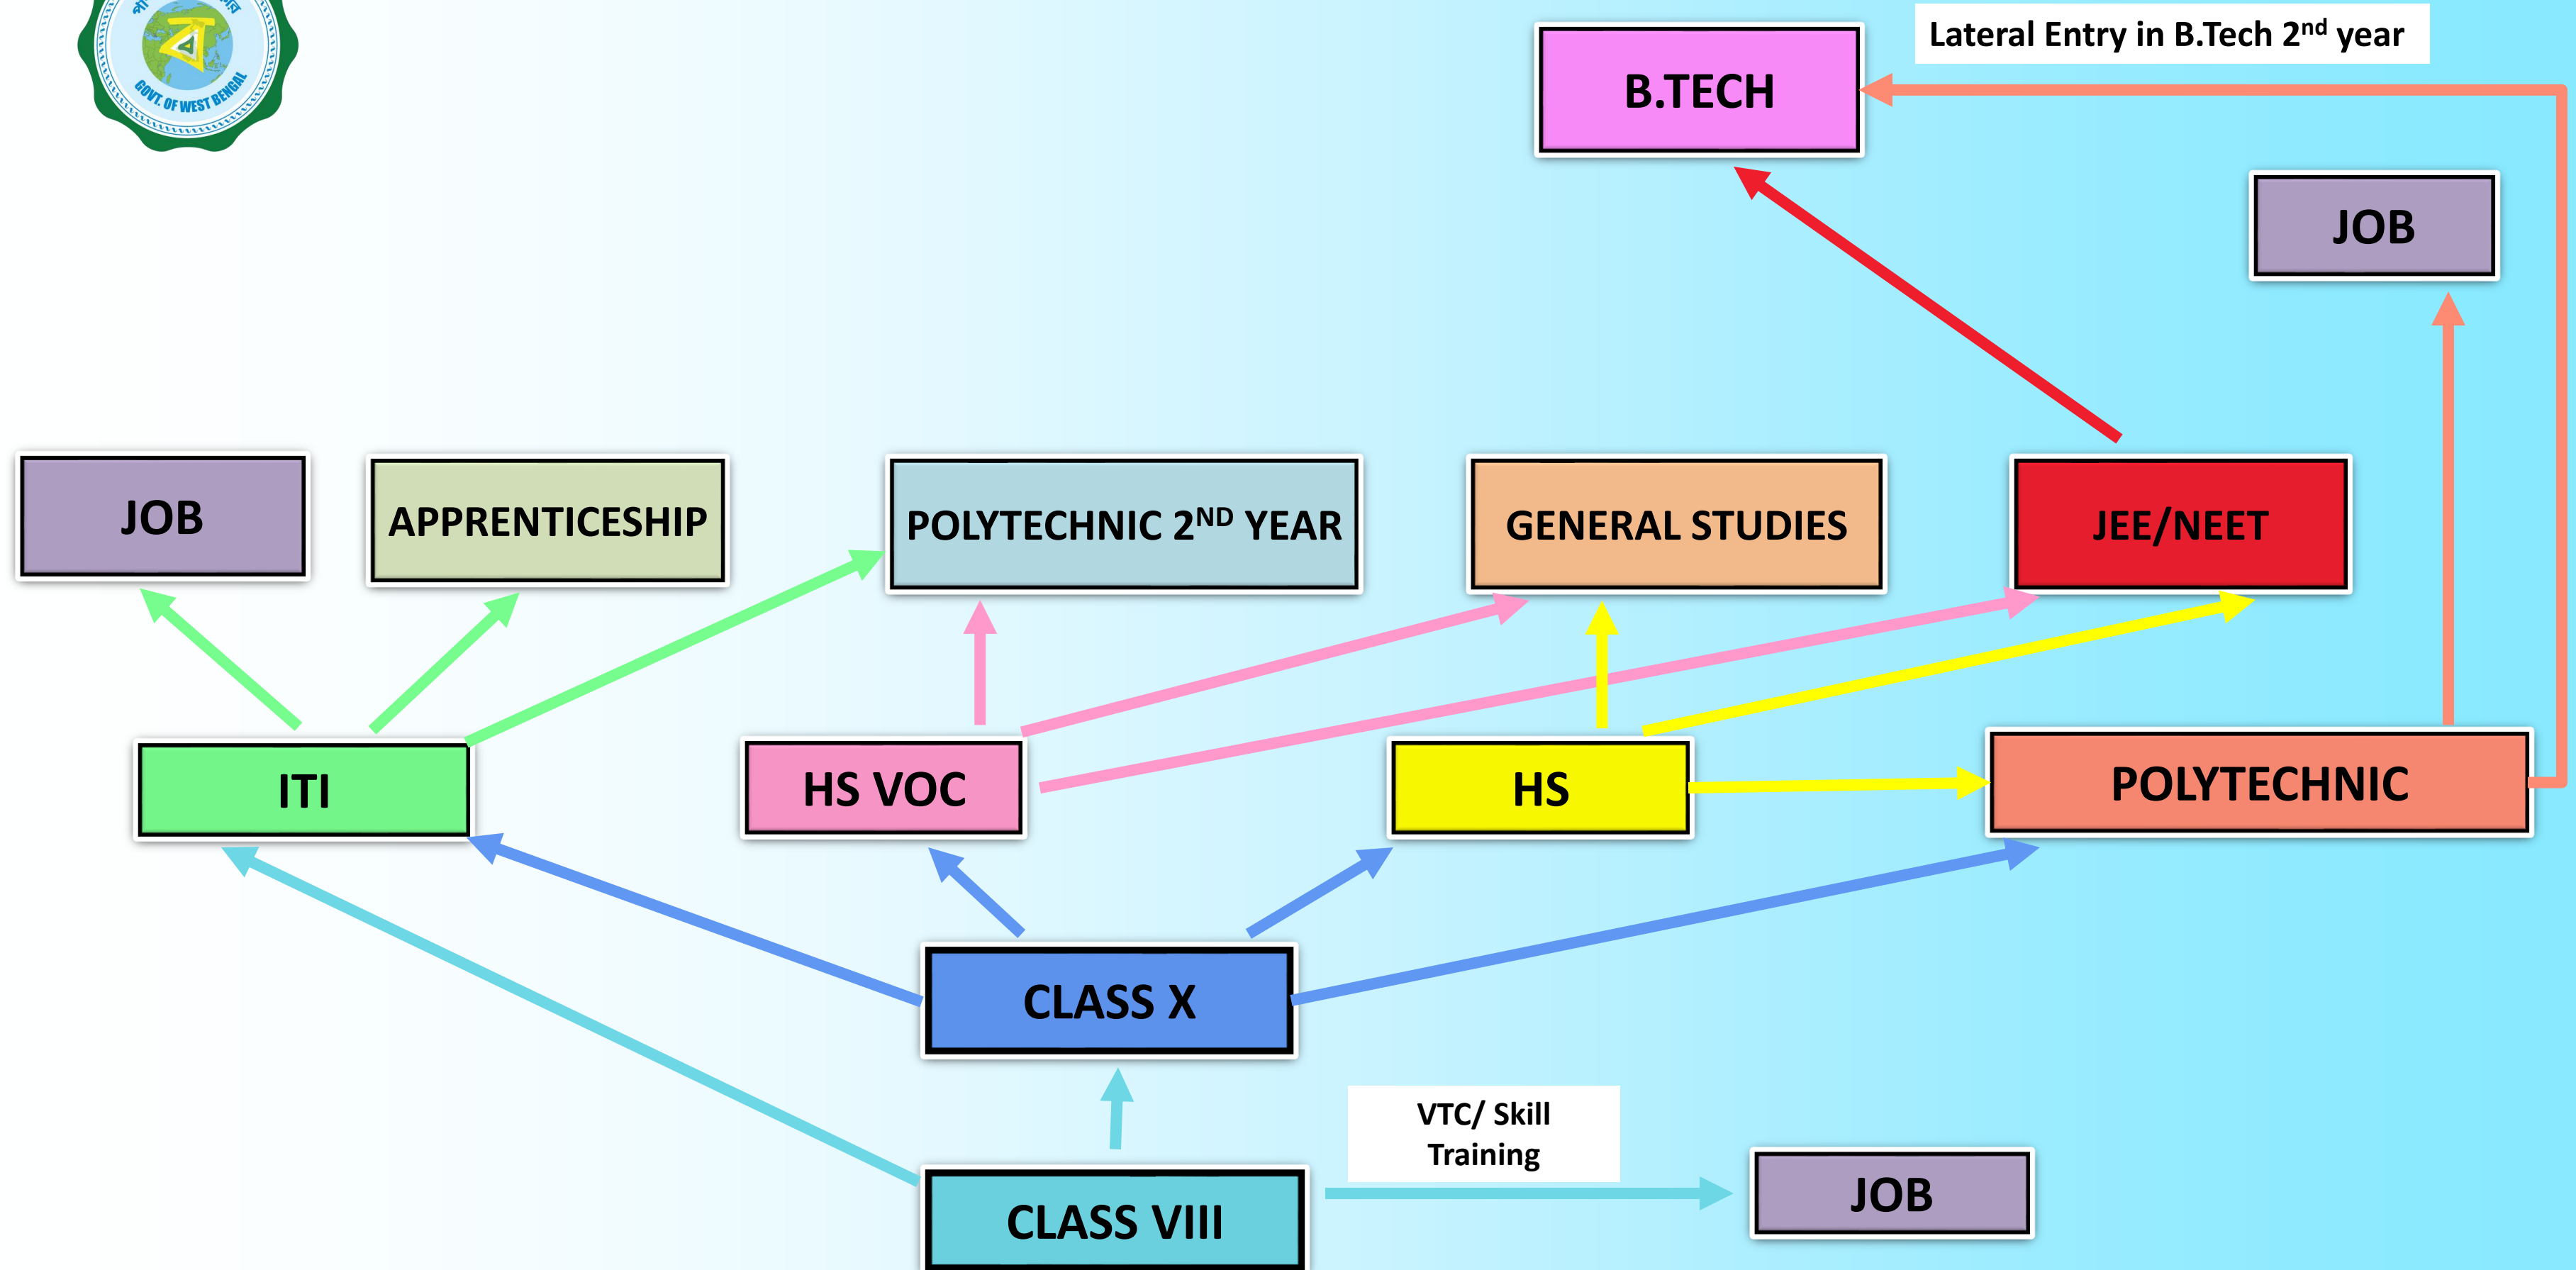 GOVT. OF WEST BENGAL
Lateral Entry in B.Tech 2nd year
B.TECH
JOB
JOB
APPRENTICESHIP
POLYTECHNIC 2ND YEAR
GENERAL STUDIES
JEE/NEET
ITI
HS VOC
HS
POLYTECHNIC
CLASS X
VTC/ Skill
Training
CLASS VIII
JOB